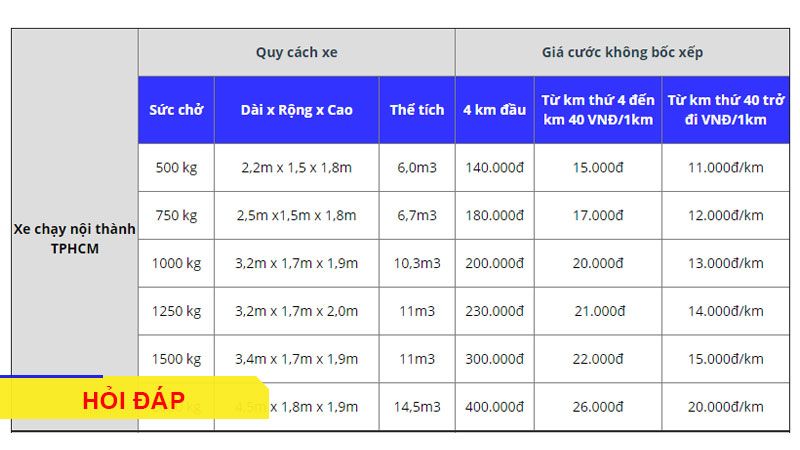 Quy cách xe Giá cước không bốc xếp
Sức chở Dài x Rộng x Cao Thể tích 4 km đầu Từ km thứ 4 đến km 40 VNĐ/1km Từ km thứ 40 trở đi VNĐ/1km
Xe chạy nội thành TPHCM
500 kg 2,2m x 1,5 x 1,8m 6,0m3 140.000đ 15.000đ 11.000đ/km
750 kg 2,5m x1,5m x 1,8m 6,7m3 180.000đ 17.000đ 12.000đ/km
1000 kg 3,2m x 1,7m x 1,9m 10,3m3 200.000đ 20.000đ 13.000đ/km
1250 kg 3,2m x 1,7m x 2,0m 11m3 230.000đ 21.000đ 14.000đ/km
1500 kg 3,4m x 1,7m x 1,9m 11m3 300.000đ 22.000đ 15.000đ/km
x 1,8m x 1,9m 14,5m3 400.000đ 26.000đ 20.000đ/km
HỎI ĐÁP